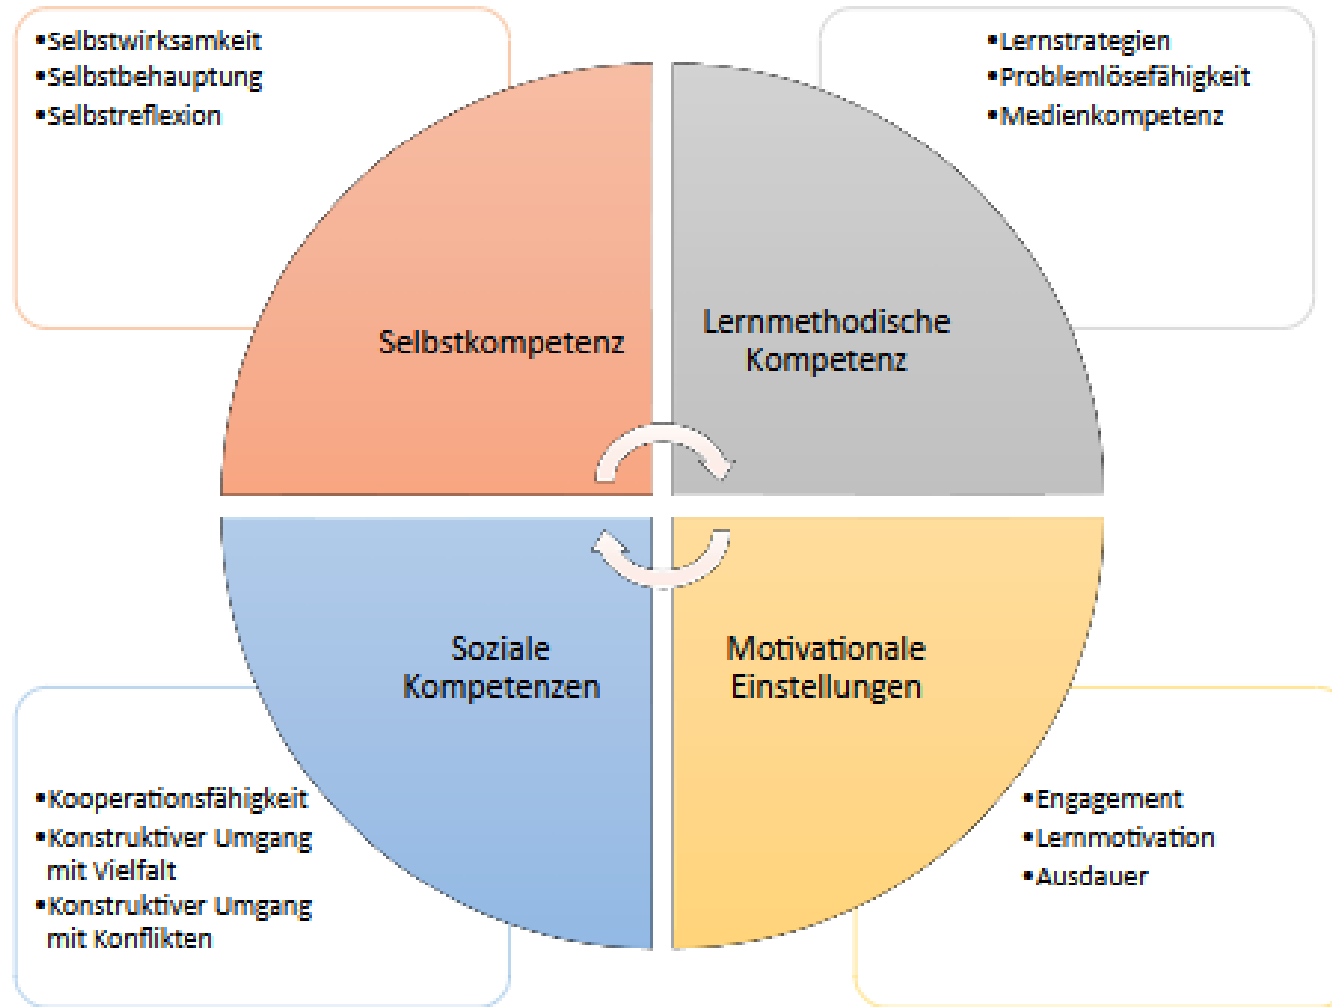 •Selbstwirksamkeit
•Selbstbehauptung
•Selbstreflexion
•Lernstrategien
•Problemlösefähigkeit
•Medienkompetenz
Selbstkompetenz
Lernmethodische
Kompetenz
Soziale
Kompetenzen
Motivationale
Einstellungen
•Kooperationsfähigkeit
•Konstruktiver Umgang
mit Vielfalt
•Konstruktiver Umgang
mit Konflikten
•Engagement
•Lernmotivation
•Ausdauer